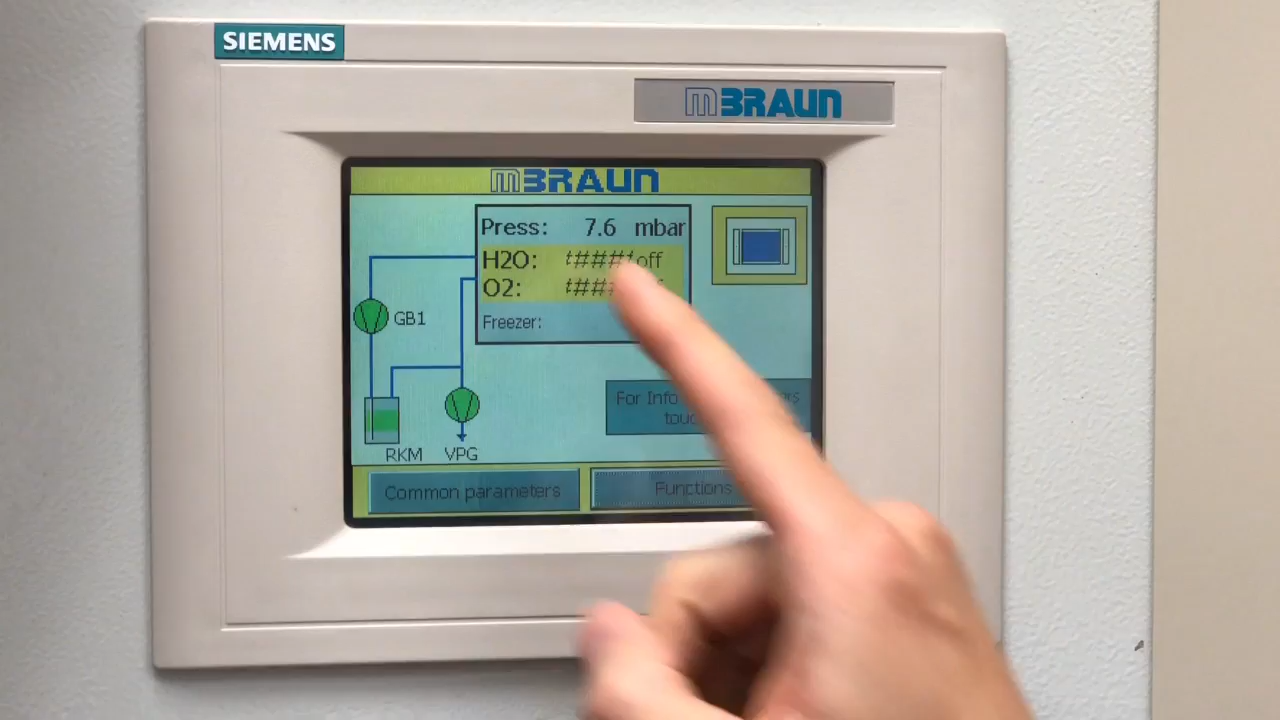 SIEMENS
mBRAUN
mBRAUN
Press: 7.6 mbar
H2O: off
O2:
Freezer:
GB1
For Info
RKM VPG
Common parameters Functions